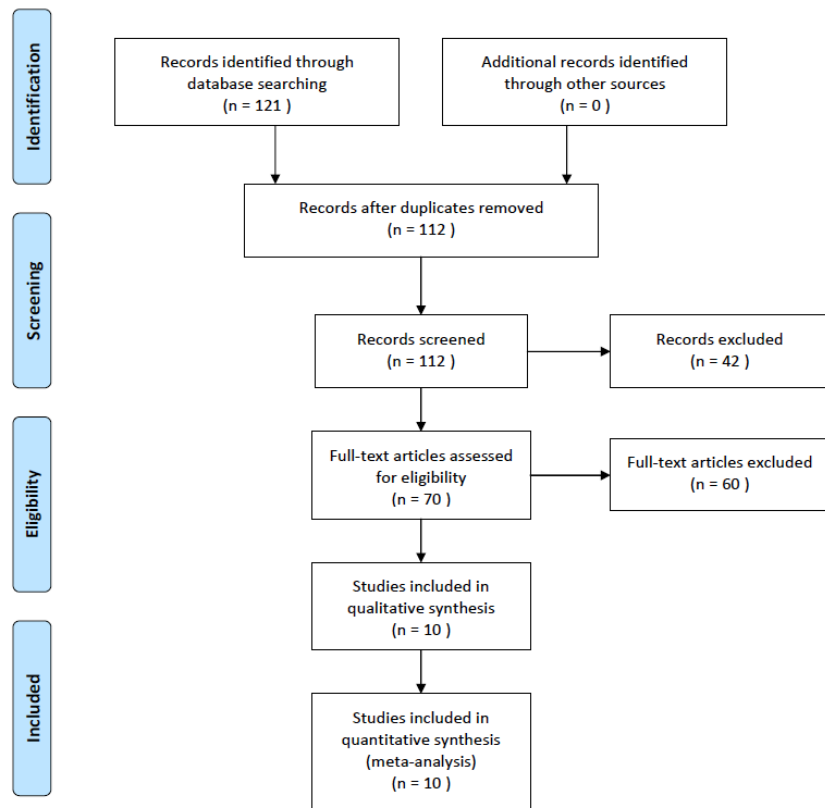 Identification
Records identified through
database searching
(n = 121 )
Additional records identified
through other sources
(n = 0 )
Records after duplicates removed
(n = 112 )
Screening
Records screened
(n = 112 )
Records excluded
(n = 42 )
Eligibility
Full-text articles assessed
for eligibility
(n = 70 )
Full-text articles excluded
(n = 60 )
Studies included in
qualitative synthesis
(n = 10 )
Included
Studies included in
quantitative synthesis
(meta-analysis)
(n = 10 )